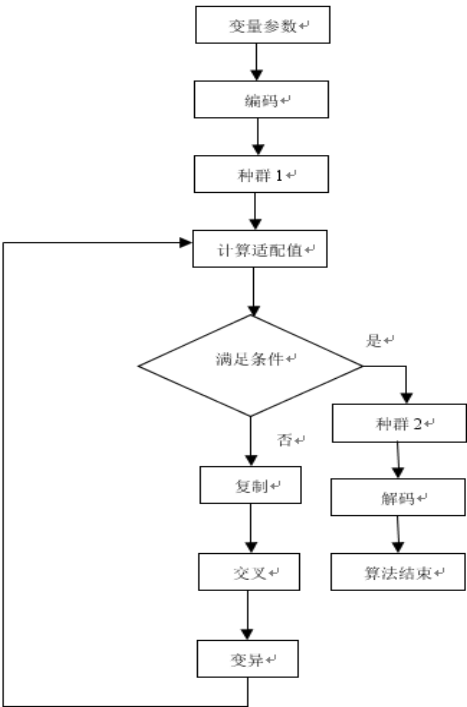 变量参数↵
编码↵
种群 1↵
计算适配值↵
满足条件↵
是↵
种群 2↵
否↵
复制↵
解码↵
交叉↵
算法结束↵
变异↵